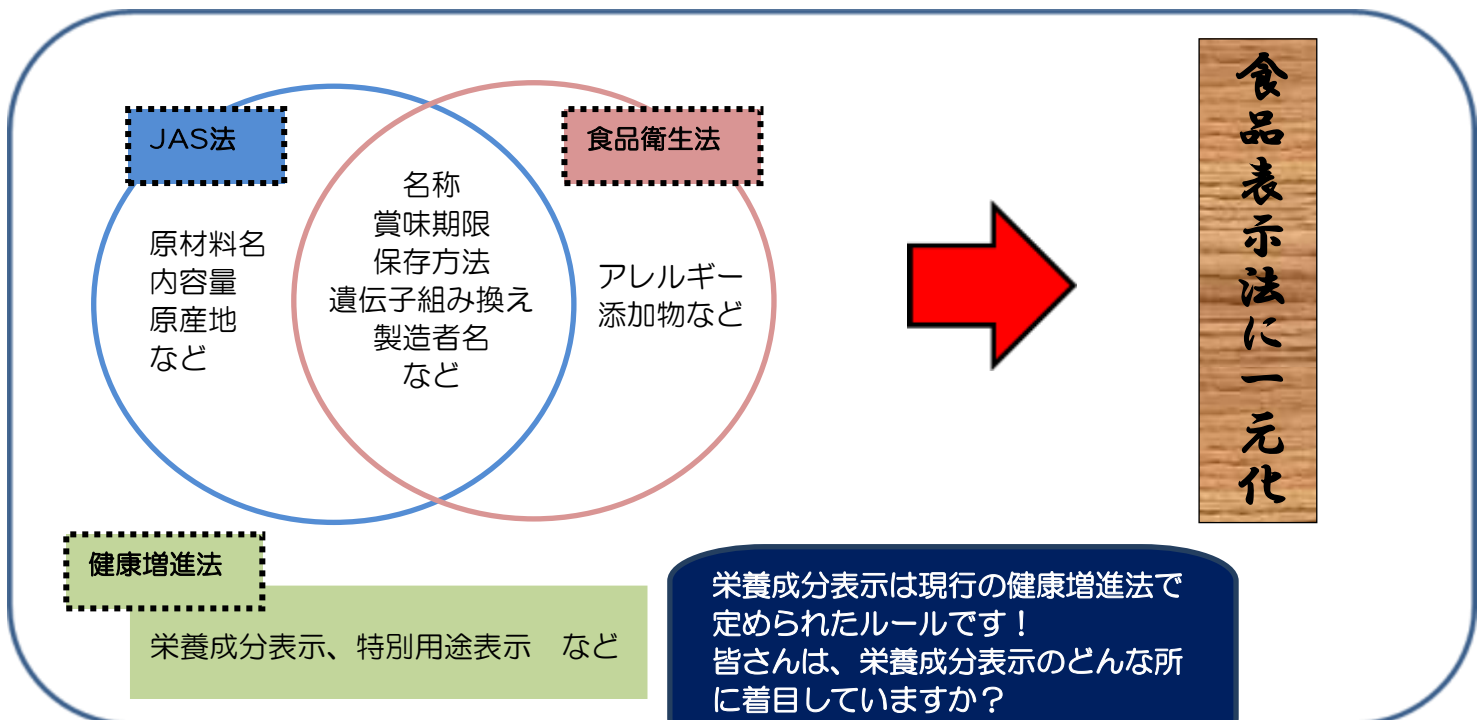 JAS法
原材料名
内容量
原産地
など
名称
賞味期限
保存方法
遺伝子組み換え
製造者名
など
食品衛生法
アレルギー
添加物など
食品表示法に一元化
健康増進法
栄養成分表示、特別用途表示　など
栄養成分表示は現行の健康増進法で
定められたルールです！
皆さんは、栄養成分表示のどんな所
に着目していますか？